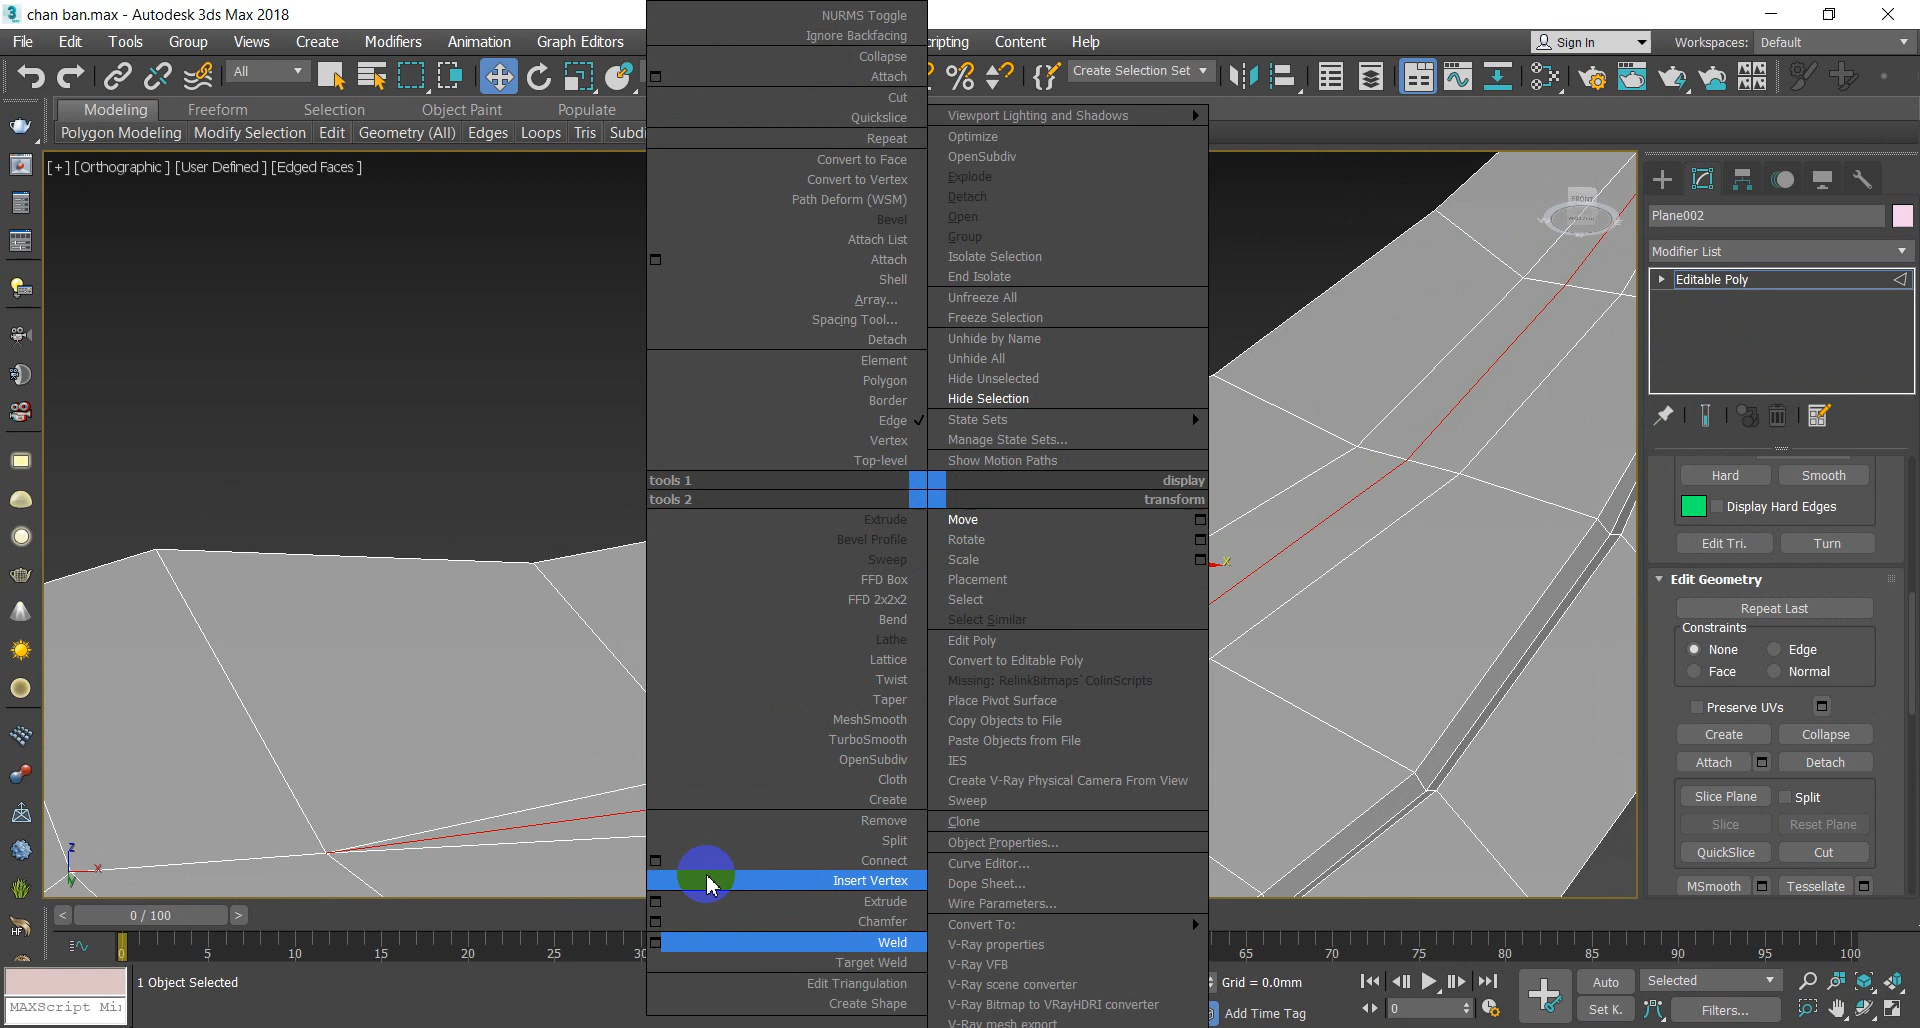 chan ban.max - Autodesk 3ds Max 2018
File Edit Tools Group Views Create Modifiers Animation Graph Editors
cripting Content Help
Sign In Workspaces: Default
All
Create Selection Set
Modeling Freeform Selection Object Paint Populate
Polygon Modeling Modify Selection Edit Geometry (All) Edges Loops Tris Subdi
[+] [Orthographic ] [User Defined ] [Edged Faces ]
NURMS Toggle
Ignore Backfacing
Collapse
Attach
Cut
Quickslice
Repeat
Convert to Face
Convert to Vertex
Path Deform (WSM)
Bevel
Attach List
Attach
Shell
Array...
Spacing Tool...
Detach
Element
Polygon
Border
Edge
Vertex
Top-level
tools 1
tools 2
Extrude
Bevel Profile
Sweep
FFD Box
FFD 2x2x2
Bend
Lathe
Lattice
Twist
Taper
MeshSmooth
TurboSmooth
OpenSubdiv
Cloth
Create
Remove
Split
Connect
Insert Vertex
Extrude
Chamfer
Weld
Target Weld
Edit Triangulation
Create Shape
Viewport Lighting and Shadows
Optimize
OpenSubdiv
Explode
Detach
Open
Group
Isolate Selection
End Isolate
Unfreeze All
Freeze Selection
Unhide by Name
Unhide All
Hide Unselected
Hide Selection
State Sets
Manage State Sets...
Show Motion Paths
display
transform
Move
Rotate
Scale
Placement
Select
Select Similar
Edit Poly
Convert to Editable Poly
Missing: RelinkBitmaps`ColinScripts
Place Pivot Surface
Copy Objects to File
Paste Objects from File
IES
Create V-Ray Physical Camera From View
Sweep
Clone
Object Properties...
Curve Editor...
Dope Sheet...
Wire Parameters...
Convert To:
V-Ray properties
V-Ray VFB
V-Ray scene converter
V-Ray Bitmap to VRayHDRI converter
V-Ray mesh export
FRONT
x
z
x
y
Plane002
Modifier List
Editable Poly
Hard Smooth
Display Hard Edges
Edit Tri. Turn
Edit Geometry
Repeat Last
Constraints
None Edge
Face Normal
Preserve UVs
Create Collapse
Attach Detach
Slice Plane Split
Slice Reset Plane
QuickSlice Cut
MSmooth Tessellate
< 0 / 100 >
0 5 10 15 20 25 30 65 70 75 80 85 90 95 100
1 Object Selected
MAXScript Mi
Grid = 0.0mm
Add Time Tag
0
Auto Selected
Set K. Filters...
HF